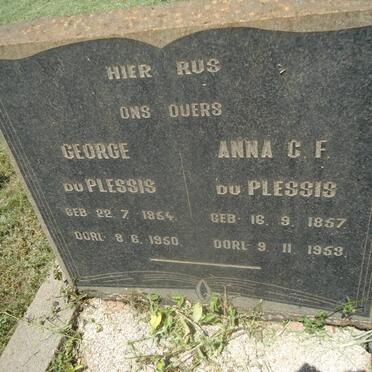 HIER RUS
ONS OUERS
GEORGE
DU PLESSIS
GEB. 22. 7. 1864.
OORL. 8. 6. 1950.
ANNA C. F.
DU PLESSIS
GEB. 16. 9. 1857
OORL. 9. 11. 1953.